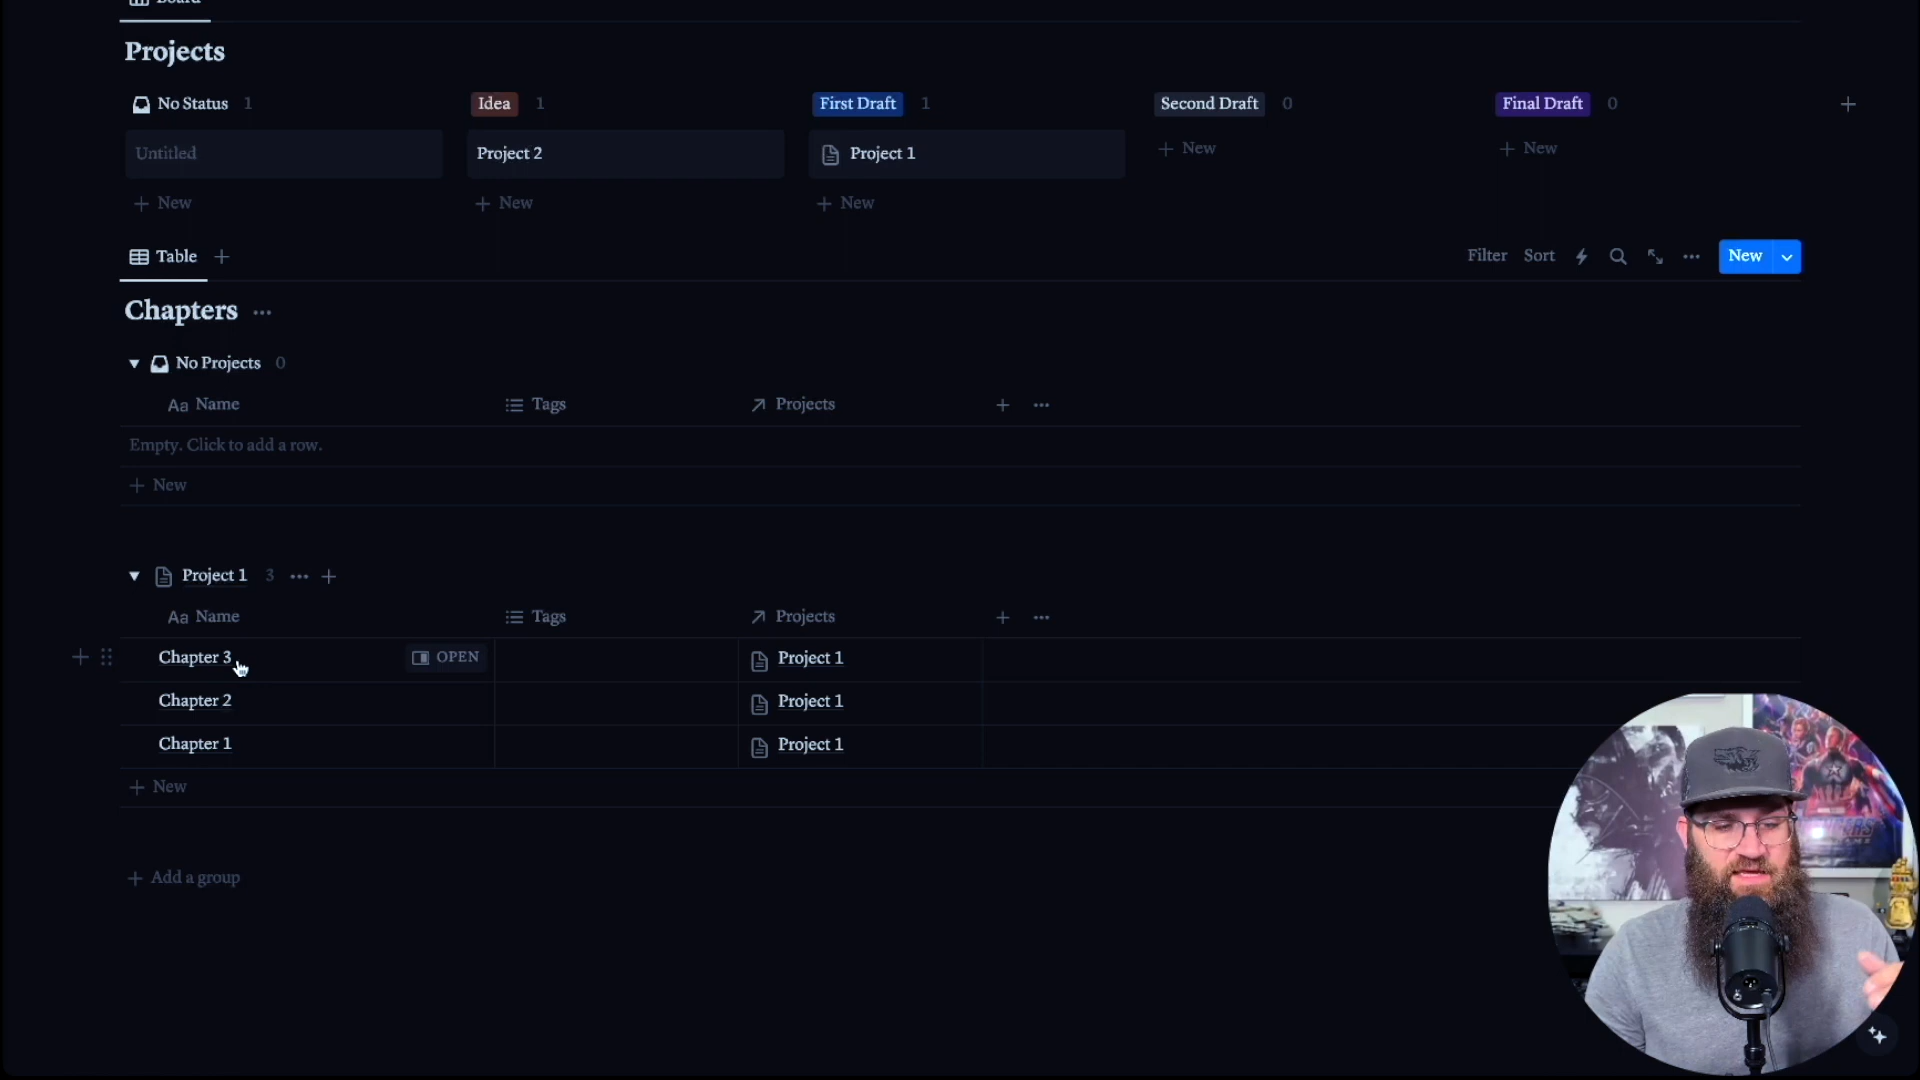 Board
Projects
No Status 1
Idea 1
First Draft 1
Second Draft 0
Final Draft 0
Untitled
Project 2
Project 1
New
New
New
New
New
Table
Filter Sort New
Chapters
No Projects 0
Aa Name Tags Projects
Empty. Click to add a row.
New
Project 1 3
Aa Name Tags Projects
Chapter 3 OPEN Project 1
Chapter 2 Project 1
Chapter 1 Project 1
New
Add a group